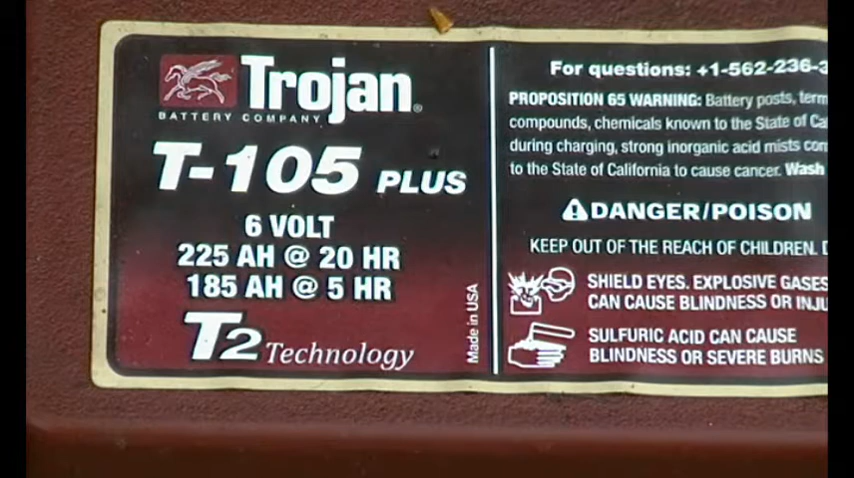 Trojan®
BATTERY COMPANY
T-105 PLUS
6 VOLT
225 AH @ 20 HR
185 AH @ 5 HR
T2 Technology
Made in USA
For questions: +1-562-236-3
PROPOSITION 65 WARNING: Battery posts, term
compounds, chemicals known to the State of Ca
during charging, strong inorganic acid mists con
to the State of California to cause cancer. Wash
DANGER/POISON
KEEP OUT OF THE REACH OF CHILDREN.
SHIELD EYES. EXPLOSIVE GASES
CAN CAUSE BLINDNESS OR INJU
SULFURIC ACID CAN CAUSE
BLINDNESS OR SEVERE BURNS